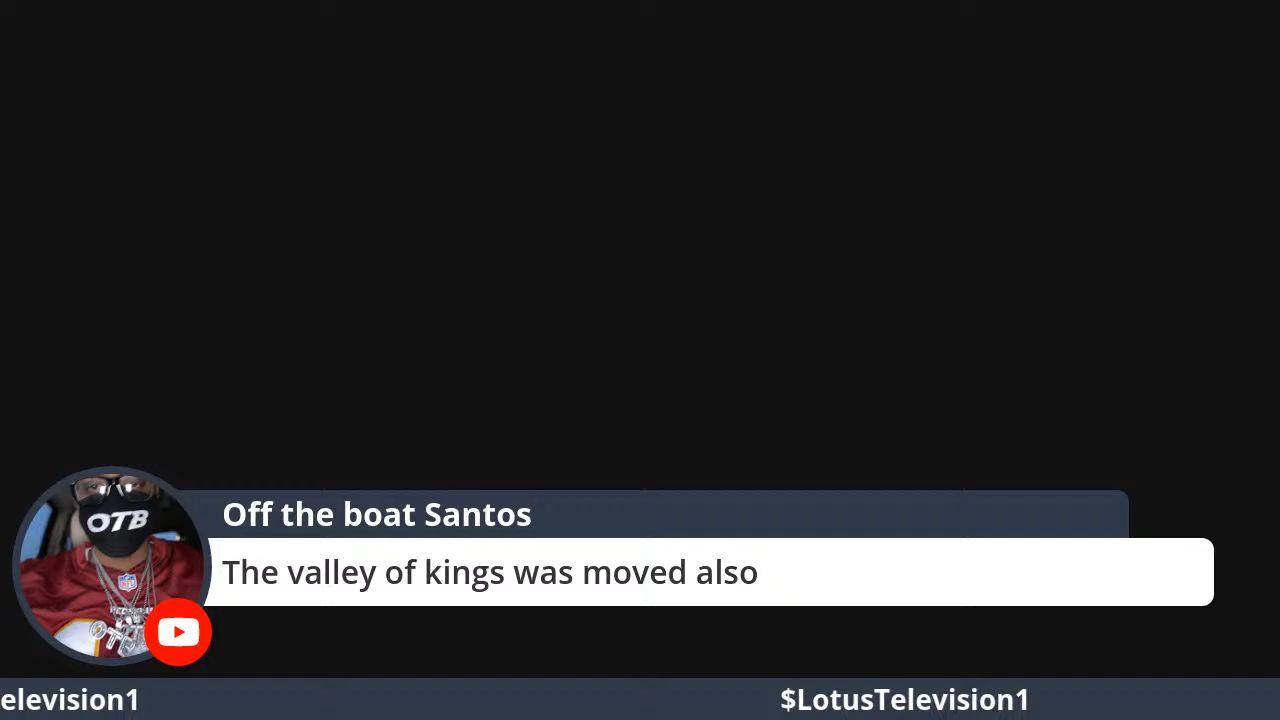 OTB
Off the boat Santos
The valley of kings was moved also
elevision1
$LotusTelevision1